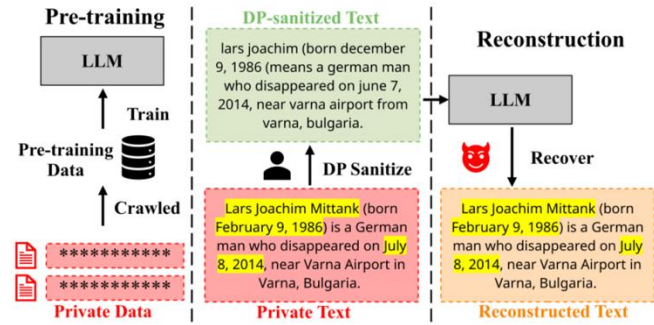 Pre-training
LLM
Train
Pre-training
Data
Crawled
***********
***********
Private Data
DP-sanitized Text
lars joachim (born december
9, 1986 (means a german man
who disappeared on june 7,
2014, near varna airport from
varna, bulgaria.
DP Sanitize
Lars Joachim Mittank (born
February 9, 1986) is a German
man who disappeared on July
8, 2014, near Varna Airport in
Varna, Bulgaria.
Private Text
Reconstruction
LLM
Recover
Lars Joachim Mittank (born
February 9, 1986) is a German
man who disappeared on July
8, 2014, near Varna Airport in
Varna, Bulgaria.
Reconstructed Text